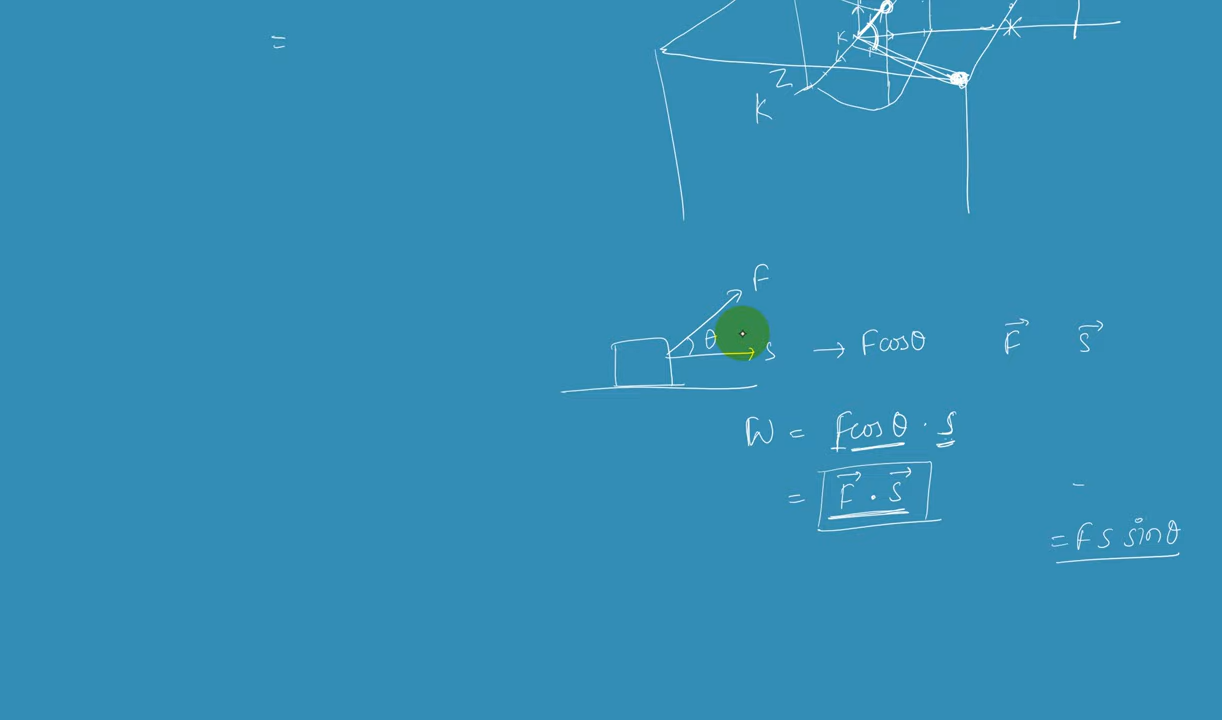 =
K
Z
K
F
θ
s → Fcosθ F⃗ s⃗
W = Fcosθ · s
= F⃗ · s⃗
-
= F s sinθ